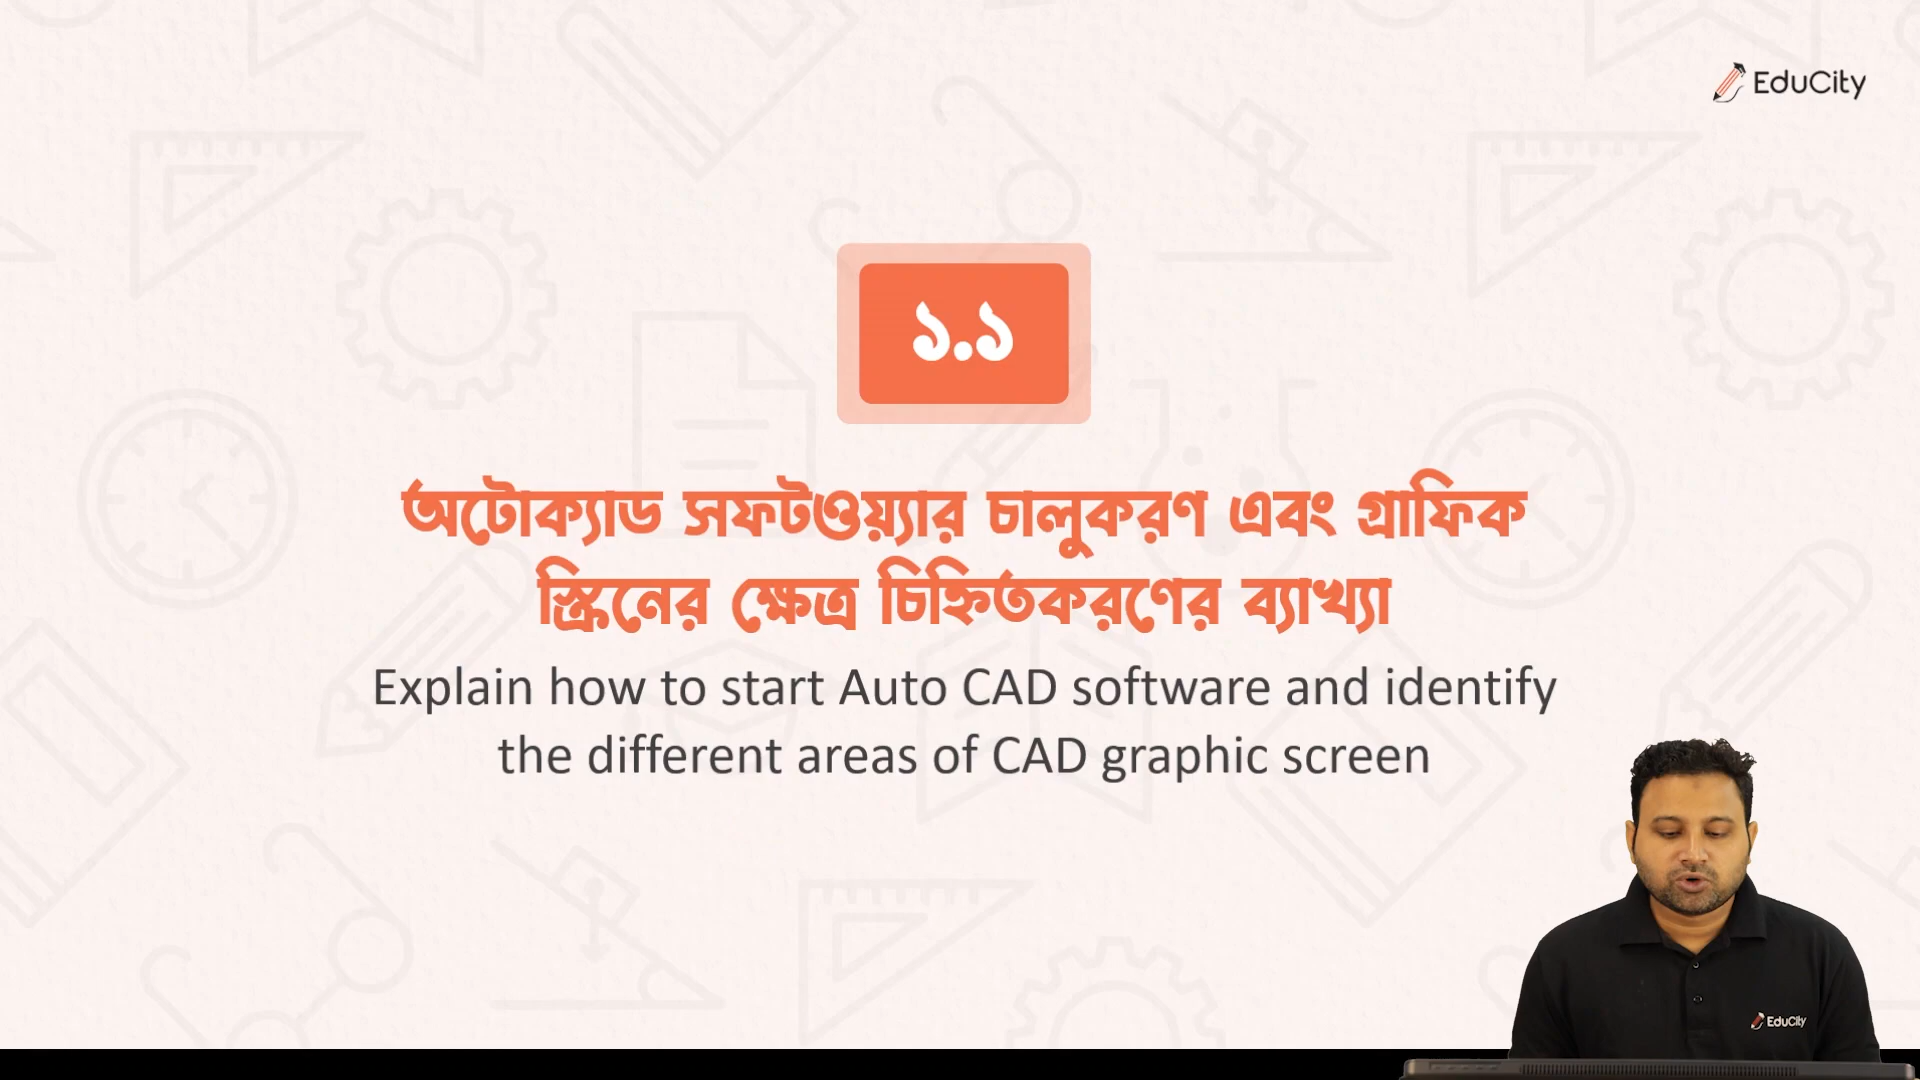 EduCity
১.১
অটোক্যাড সফটওয়্যার চালুকরণ এবং গ্রাফিক
স্ক্রিনের ক্ষেত্র চিহ্নিতকরণের ব্যাখ্যা
Explain how to start Auto CAD software and identify
the different areas of CAD graphic screen
EduCity